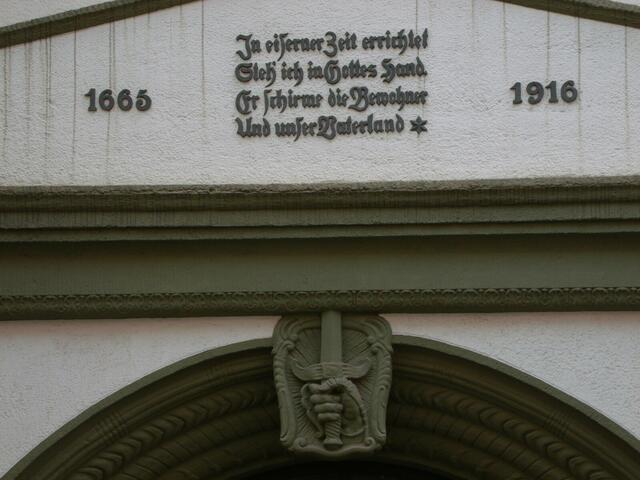 In eiserner Zeit errichtet
Steh ich in Gottes Hand.
Er schirme die Bewohner
Und unser Vaterland *
1665
1916